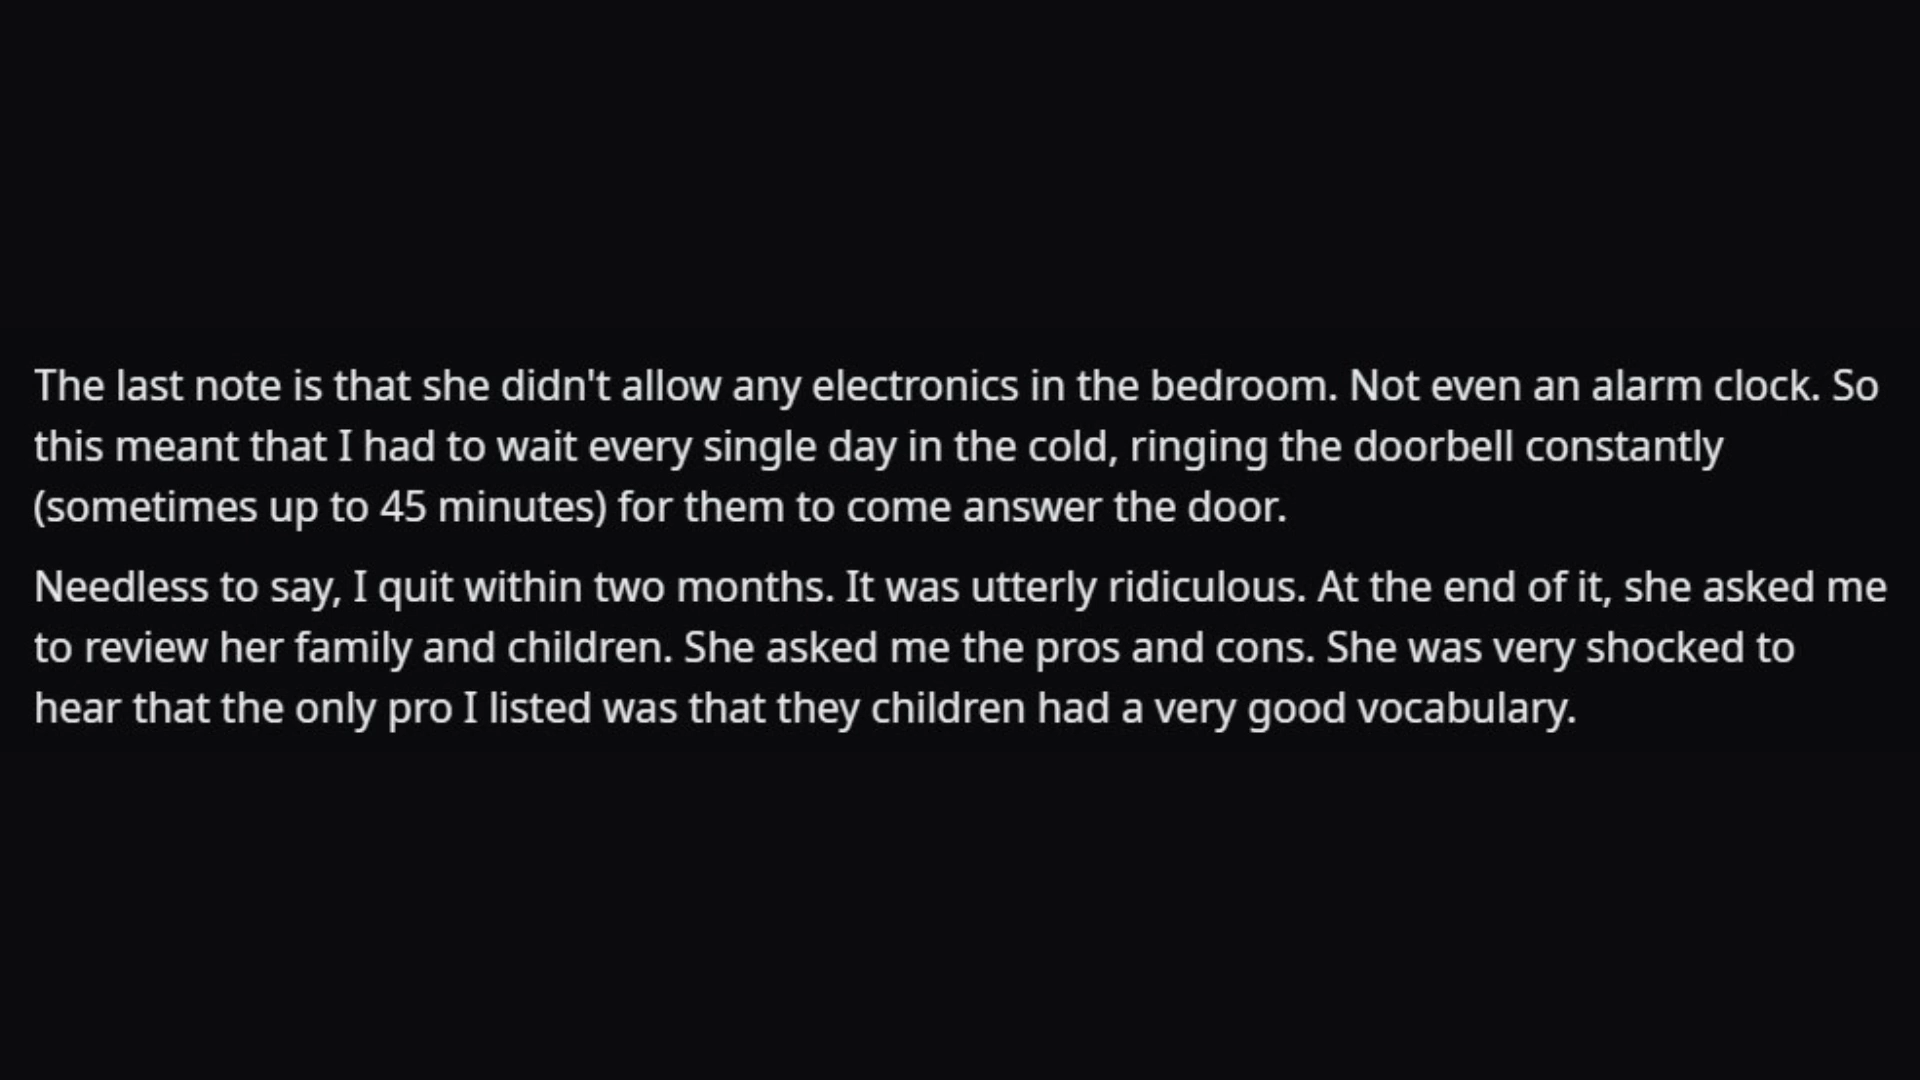 The last note is that she didn't allow any electronics in the bedroom. Not even an alarm clock. So
this meant that I had to wait every single day in the cold, ringing the doorbell constantly
(sometimes up to 45 minutes) for them to come answer the door.
Needless to say, I quit within two months. It was utterly ridiculous. At the end of it, she asked me
to review her family and children. She asked me the pros and cons. She was very shocked to
hear that the only pro I listed was that they children had a very good vocabulary.